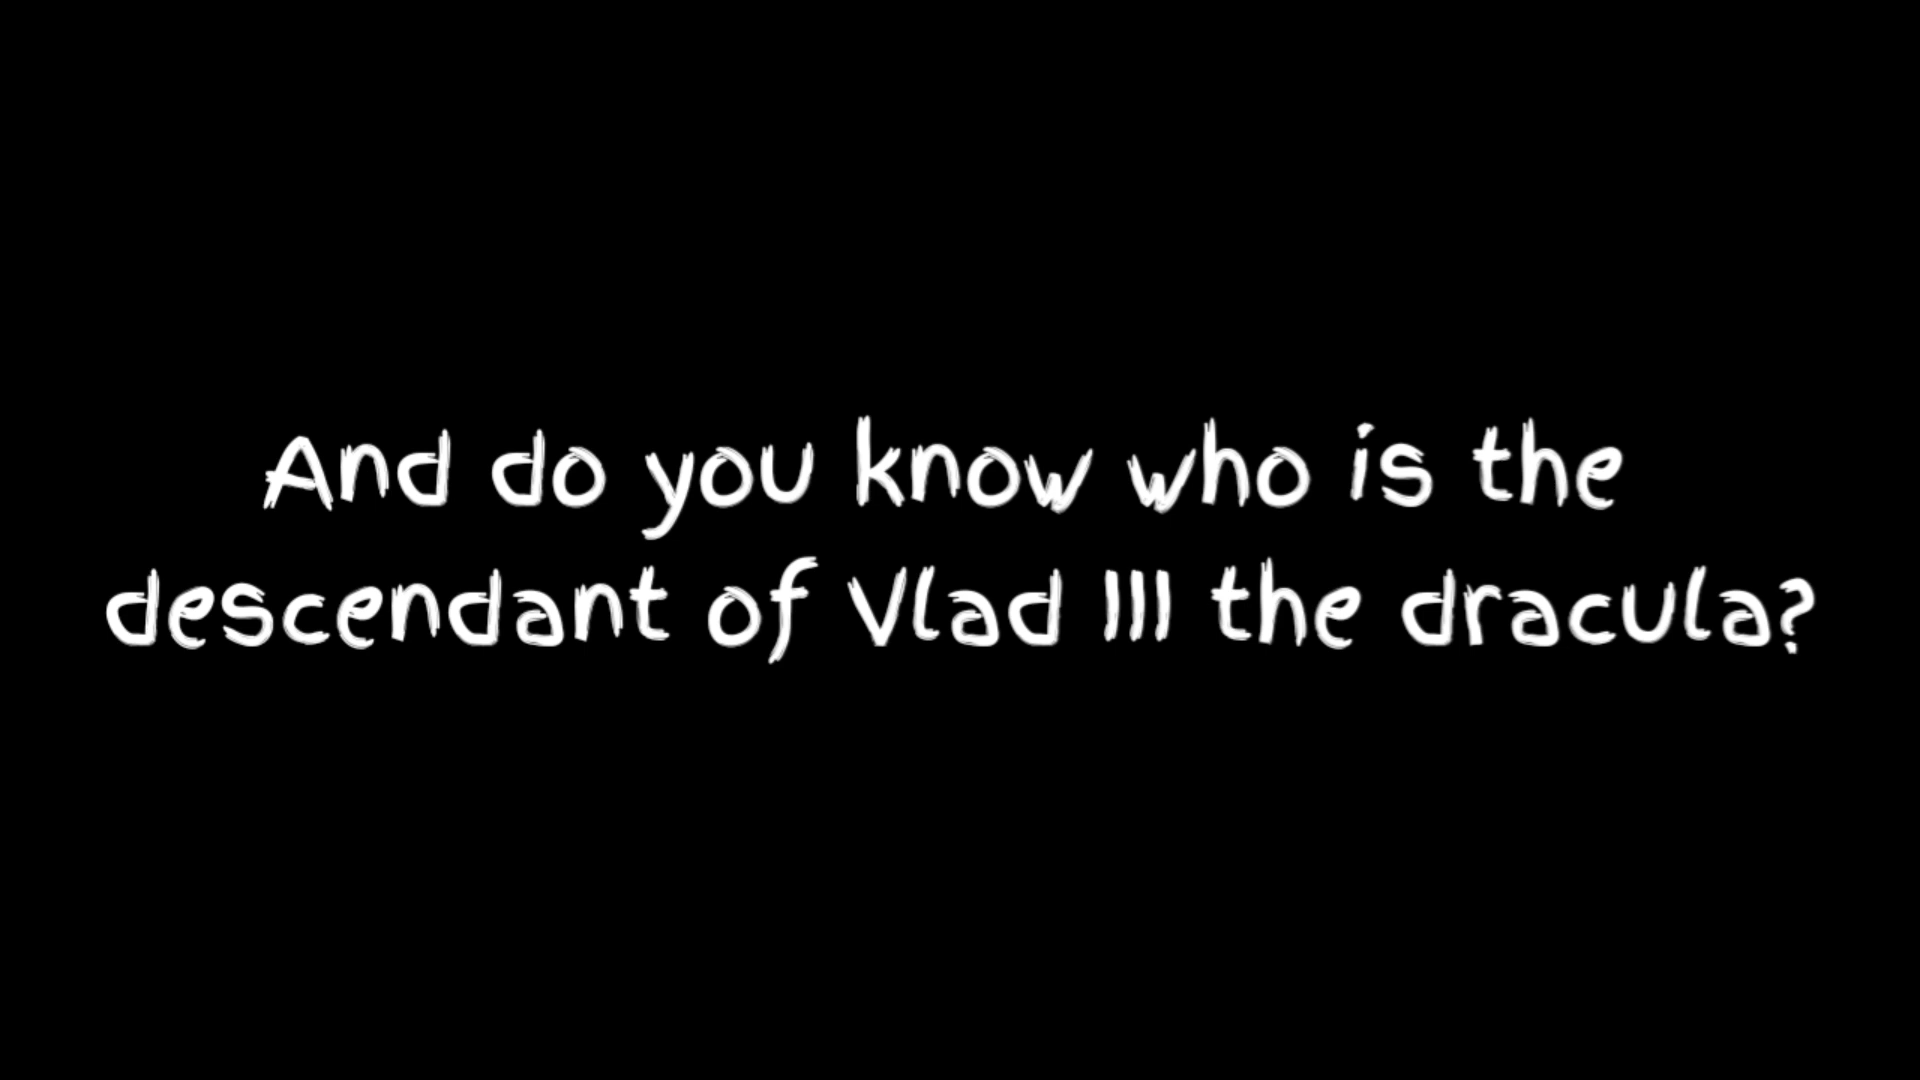 And do you know who is the
descendant of Vlad III the dracula?